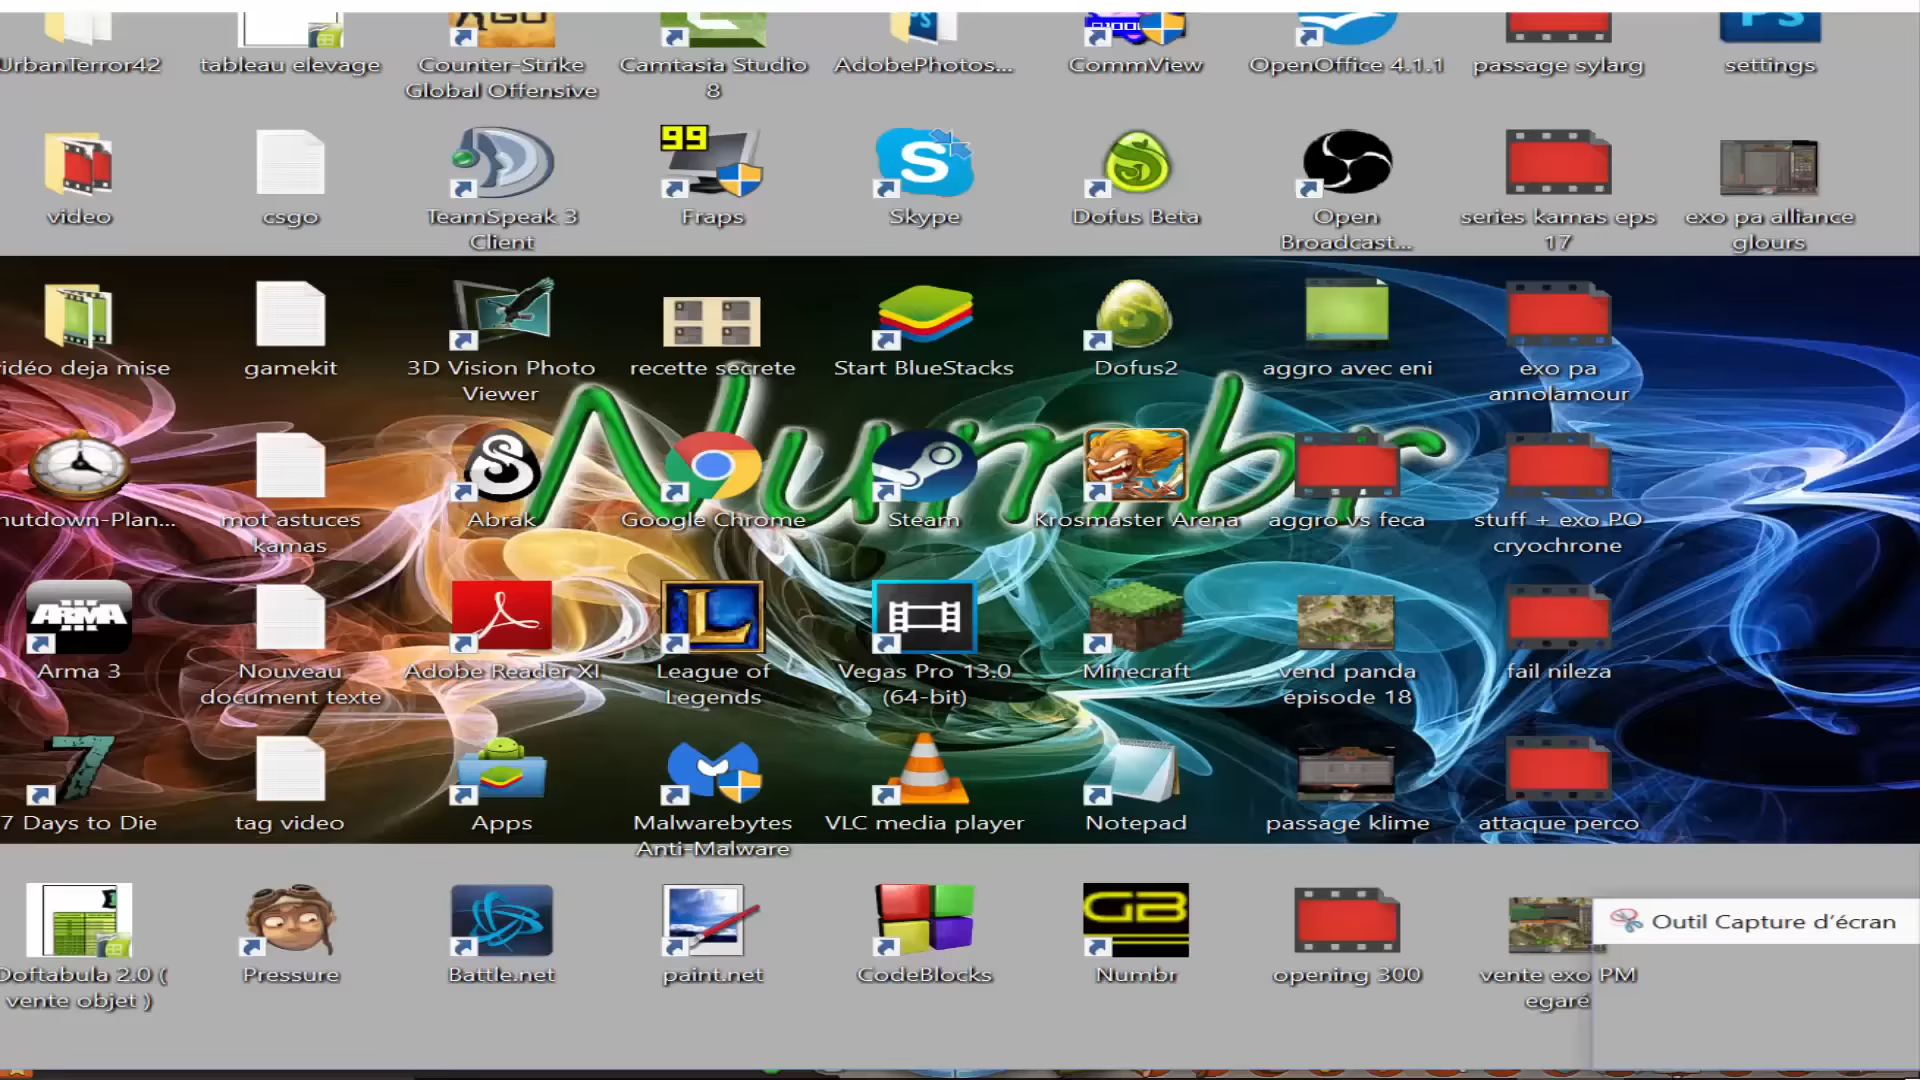 UrbanTerror42
tableau elevage
Counter-Strike
Global Offensive
Camtasia Studio
8
AdobePhotos...
CommView
OpenOffice 4.1.1
passage sylarg
settings
video
csgo
TeamSpeak 3
Client
99
Fraps
Skype
Dofus Beta
Open
Broadcast...
series kamas eps
17
exo pa alliance
glours
idéo deja mise
gamekit
3D Vision Photo
Viewer
recette secrete
Start BlueStacks
Dofus2
aggro avec eni
exo pa
annolamour
Numbr
hutdown-Plan...
mot astuces
kamas
Abrak
Google Chrome
Steam
Krosmaster Arena
aggro vs feca
stuff + exo PO
cryochrone
ARMA
III
Arma 3
Nouveau
document texte
Adobe Reader XI
League of
Legends
Vegas Pro 13.0
(64-bit)
Minecraft
vend panda
épisode 18
fail nileza
7
7 Days to Die
tag video
Apps
Malwarebytes
Anti-Malware
VLC media player
Notepad
passage klime
attaque perco
Doftabula 2.0 (
vente objet )
Pressure
Battle.net
paint.net
CodeBlocks
GB
Numbr
opening 300
vente exo PM
egaré
Outil Capture d'écran